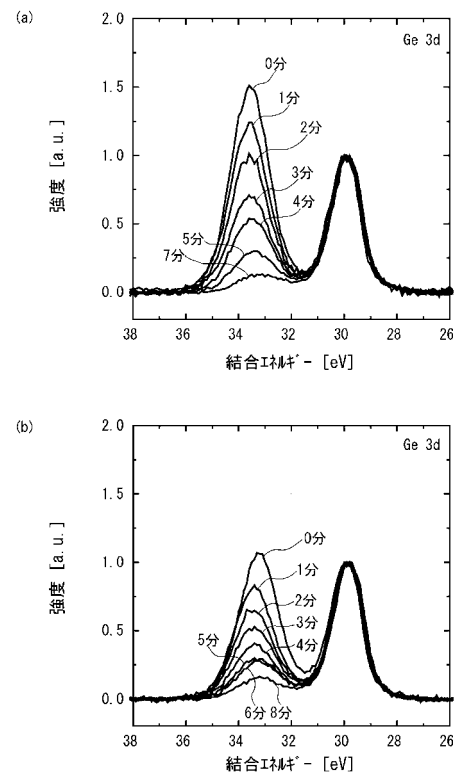 (a)
Ge 3d
2.0
1.5
1.0
0.5
0.0
0分
1分
2分
3分
4分
5分
7分
38 36 34 32 30 28 26
強度 [a.u.]
結合エネルギー [eV]
(b)
Ge 3d
2.0
1.5
1.0
0.5
0.0
0分
1分
2分
3分
4分
5分
6分 8分
38 36 34 32 30 28 26
強度 [a.u.]
結合エネルギー [eV]